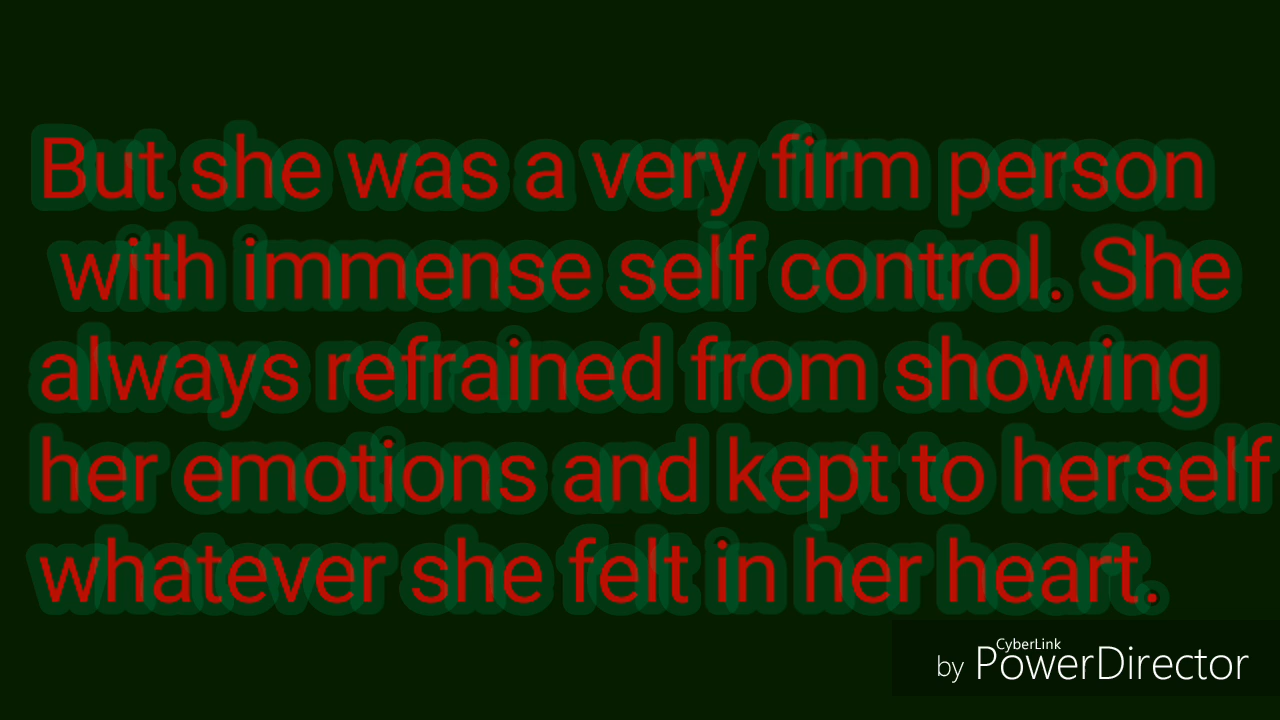 But she was a very firm person
with immense self control. She
always refrained from showing
her emotions and kept to herself
whatever she felt in her heart.
by CyberLink PowerDirector